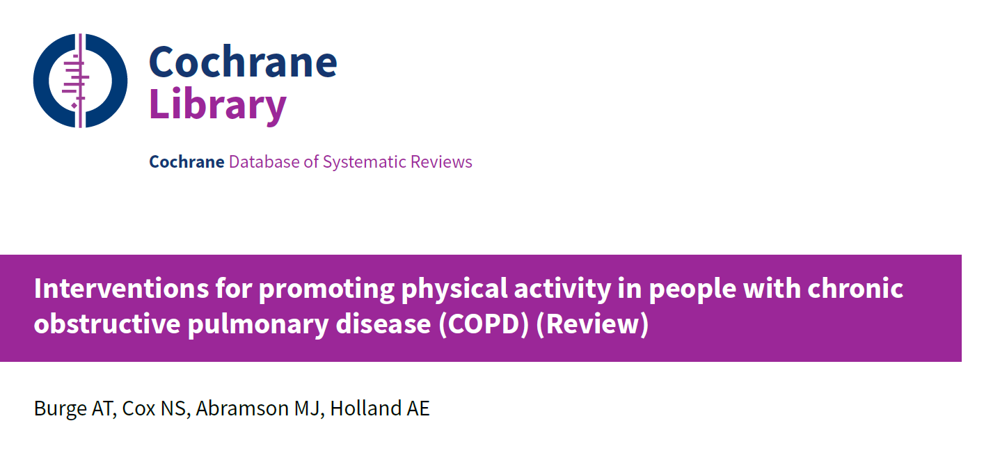 Cochrane
Library
Cochrane Database of Systematic Reviews
Interventions for promoting physical activity in people with chronic
obstructive pulmonary disease (COPD) (Review)
Burge AT, Cox NS, Abramson MJ, Holland AE